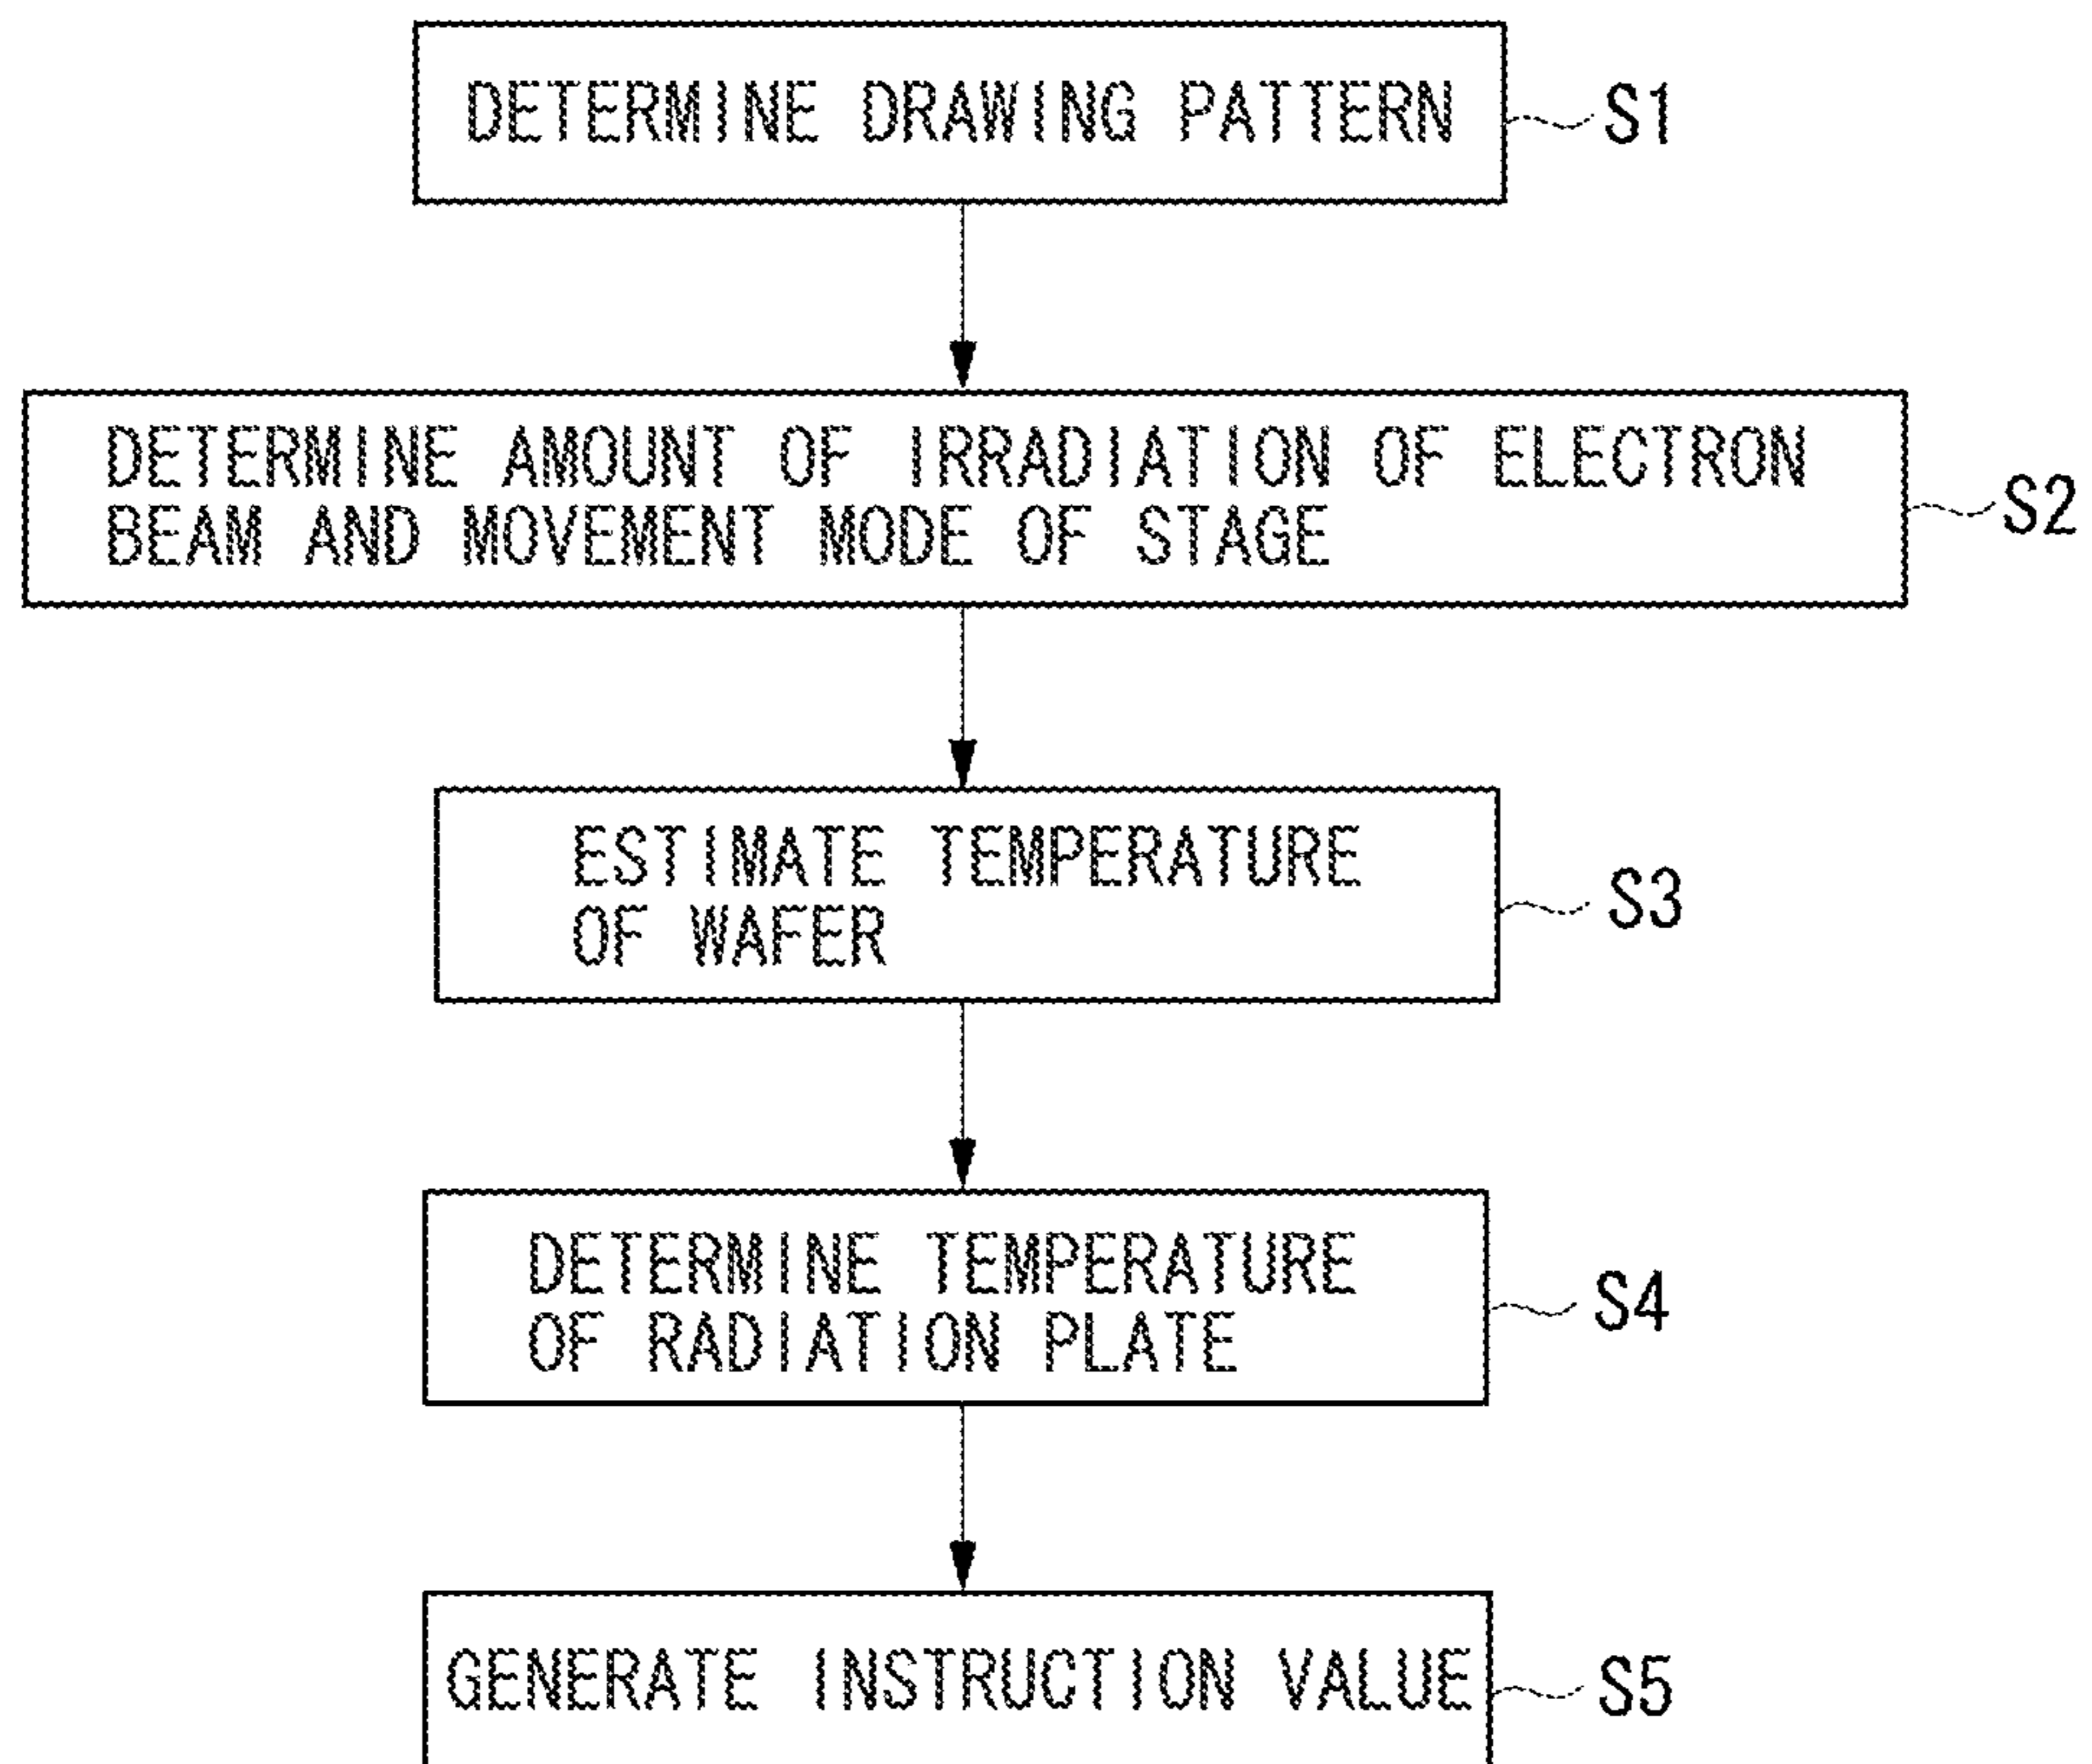 DETERMINE DRAWING PATTERN
S1
DETERMINE AMOUNT OF IRRADIATION OF ELECTRON
BEAM AND MOVEMENT MODE OF STAGE
S2
ESTIMATE TEMPERATURE
OF WAFER
S3
DETERMINE TEMPERATURE
OF RADIATION PLATE
S4
GENERATE INSTRUCTION VALUE
S5